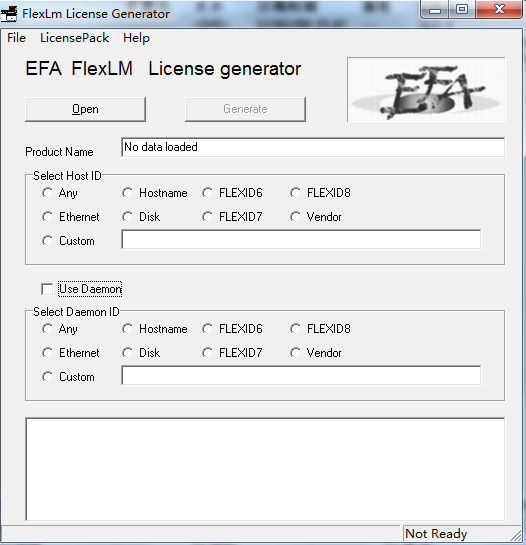 FlexLm License Generator
File LicensePack Help
EFA FlexLM License generator
EFA
Open Generate
Product Name No data loaded
Select Host ID
Any Hostname FLEXID6 FLEXID8
Ethernet Disk FLEXID7 Vendor
Custom
Use Daemon
Select Daemon ID
Any Hostname FLEXID6 FLEXID8
Ethernet Disk FLEXID7 Vendor
Custom
Not Ready